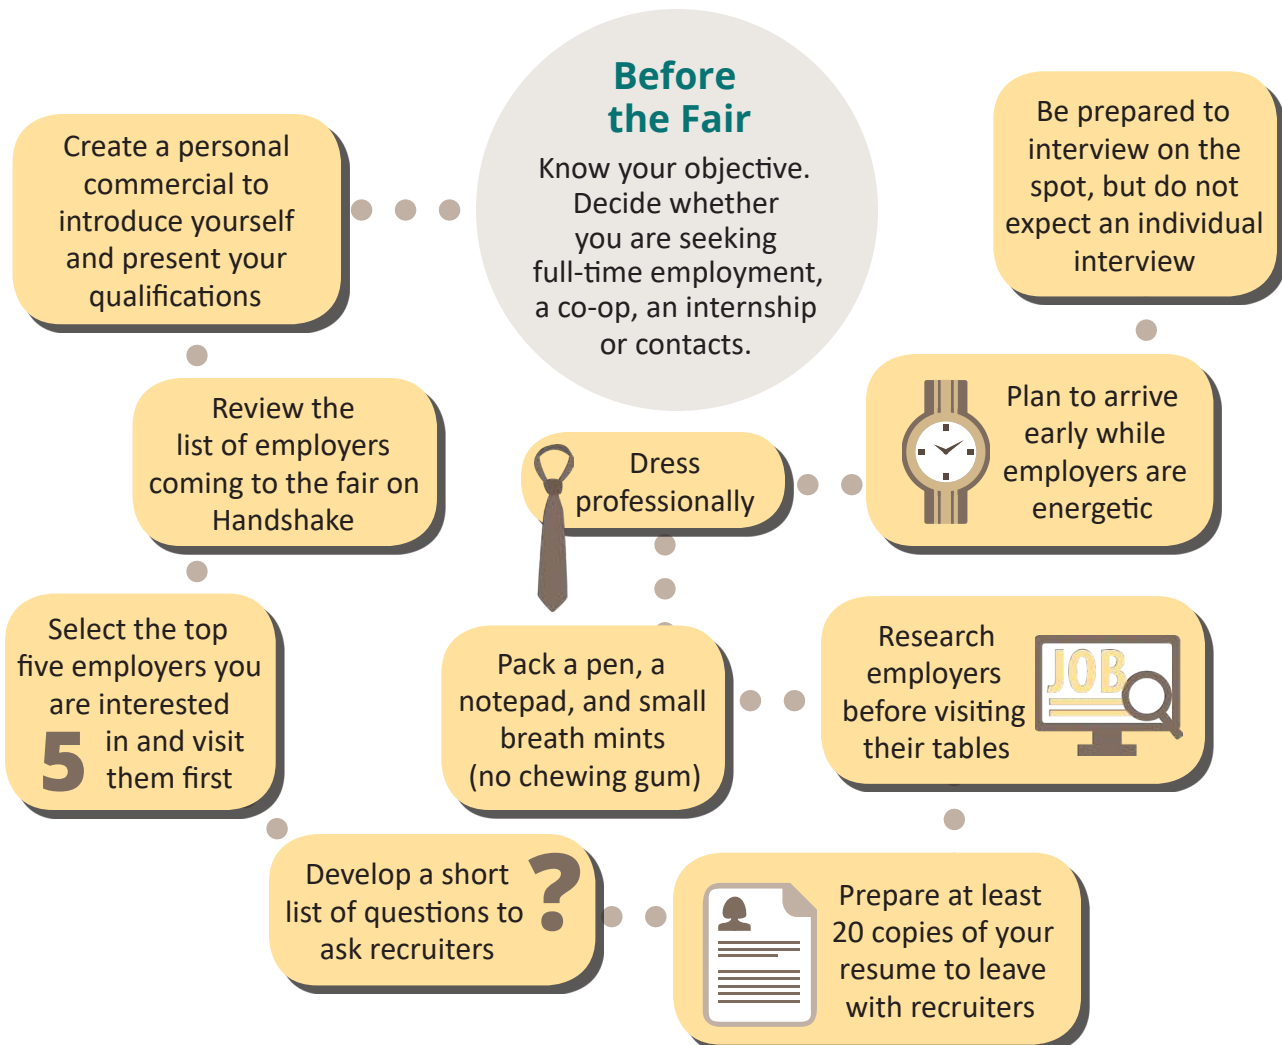 Before
the Fair
Know your objective.
Decide whether
you are seeking
full-time employment,
a co-op, an internship
or contacts.
Create a personal
commercial to
introduce yourself
and present your
qualifications
Review the
list of employers
coming to the fair on
Handshake
Select the top
five employers you
are interested
in and visit
them first
5
Develop a short
list of questions to
ask recruiters
?
Prepare at least
20 copies of your
resume to leave
with recruiters
Research
employers
before visiting
their tables
JOB
Pack a pen, a
notepad, and small
breath mints
(no chewing gum)
Dress
professionally
Plan to arrive
early while
employers are
energetic
Be prepared to
interview on the
spot, but do not
expect an individual
interview